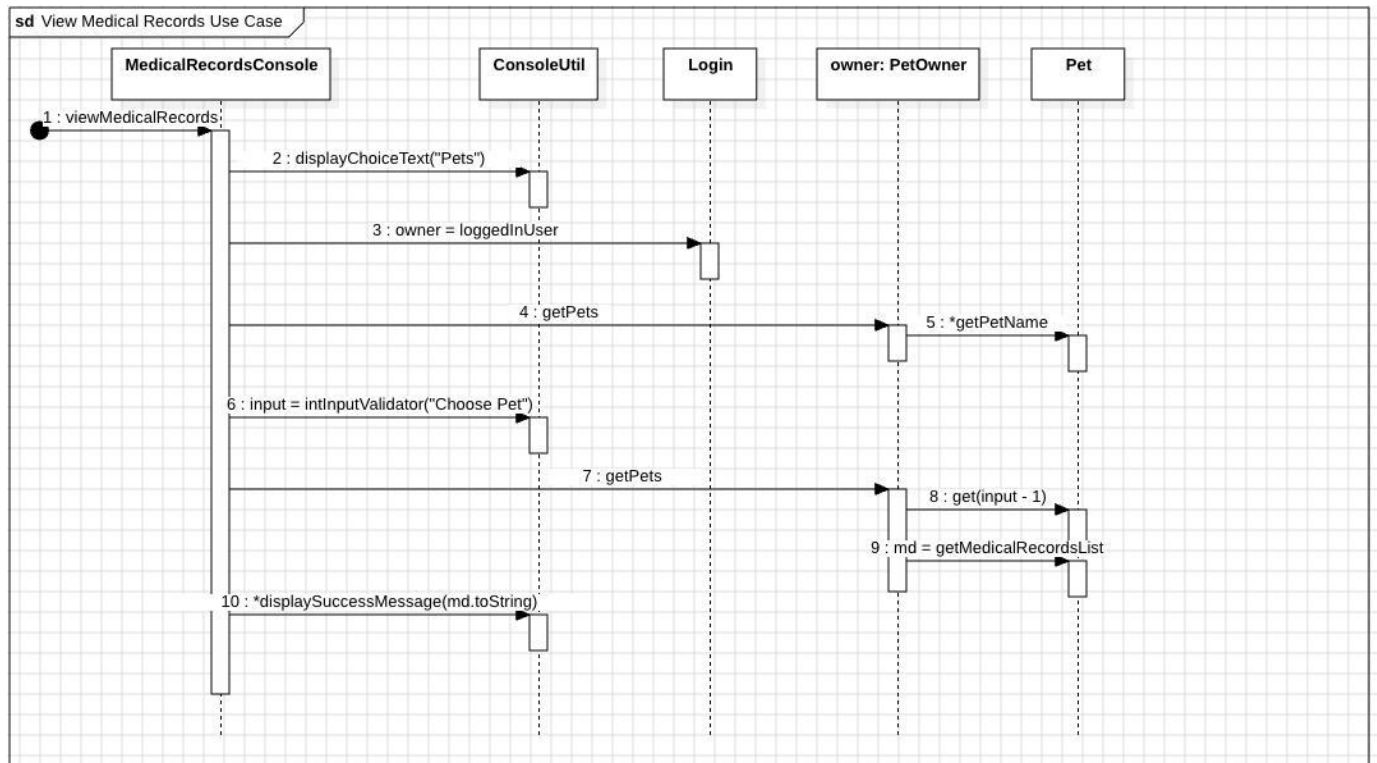 sd View Medical Records Use Case
MedicalRecordsConsole
ConsoleUtil
Login
owner: PetOwner
Pet
1 : viewMedicalRecords
2 : displayChoiceText("Pets")
3 : owner = loggedInUser
4 : getPets
5 : *getPetName
6 : input = intInputValidator("Choose Pet")
7 : getPets
8 : get(input - 1)
9 : md = getMedicalRecordsList
10 : *displaySuccessMessage(md.toString)